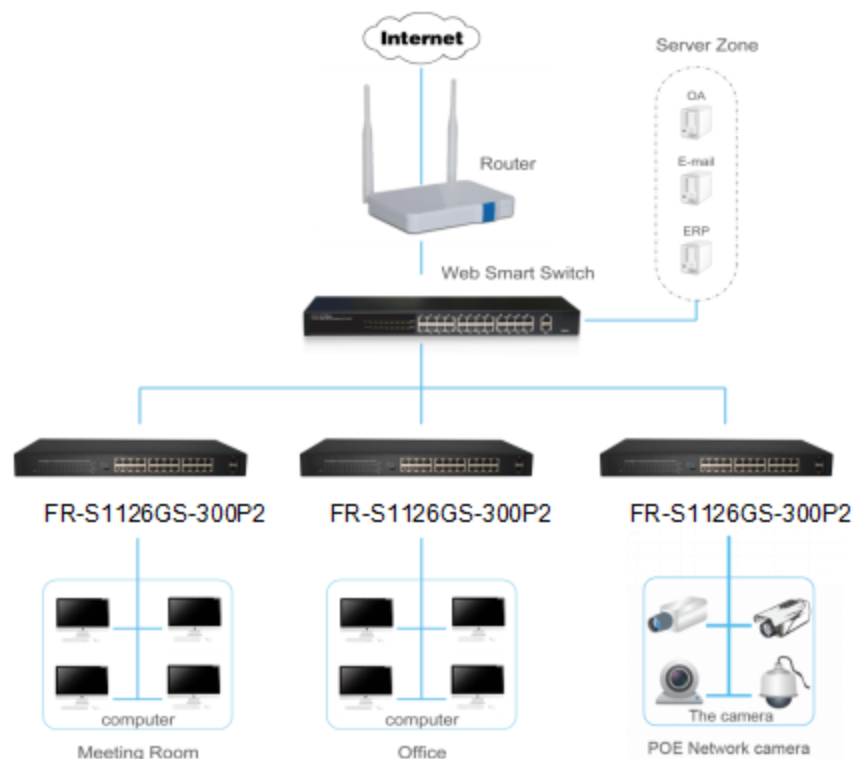 Internet
Server Zone
OA
Router
E-mail
ERP
Web Smart Switch
FR-S1126GS-300P2
FR-S1126GS-300P2
FR-S1126GS-300P2
computer
computer
The camera
Meeting Room
Office
POE Network camera